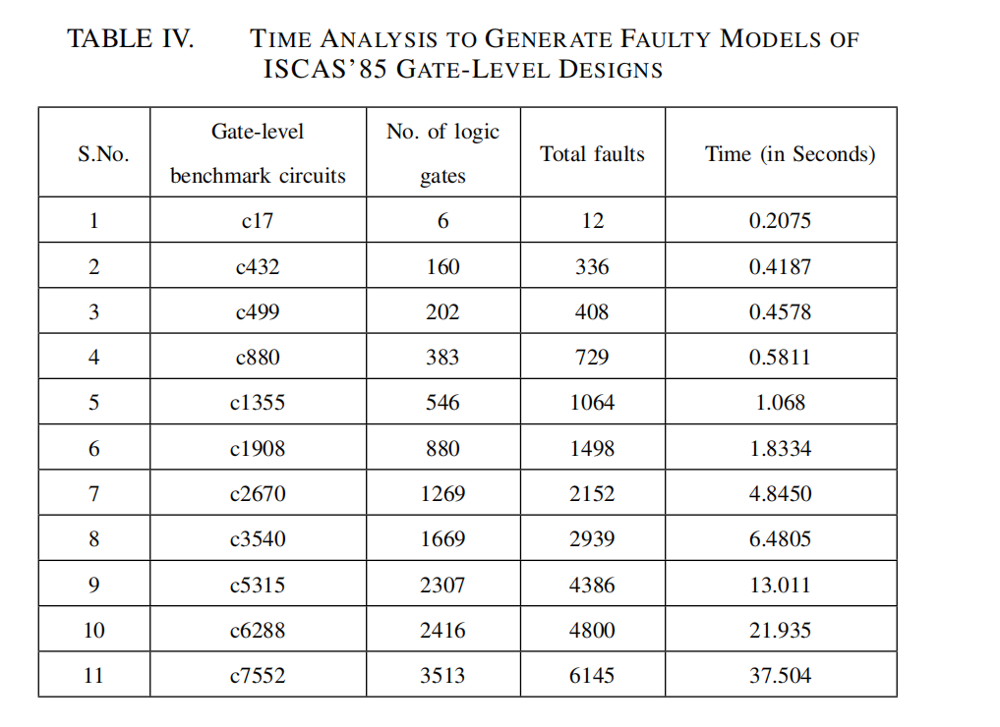 TABLE IV. TIME ANALYSIS TO GENERATE FAULTY MODELS OF
ISCAS'85 GATE-LEVEL DESIGNS
S.No. Gate-level benchmark circuits No. of logic gates Total faults Time (in Seconds)
1 c17 6 12 0.2075
2 c432 160 336 0.4187
3 c499 202 408 0.4578
4 c880 383 729 0.5811
5 c1355 546 1064 1.068
6 c1908 880 1498 1.8334
7 c2670 1269 2152 4.8450
8 c3540 1669 2939 6.4805
9 c5315 2307 4386 13.011
10 c6288 2416 4800 21.935
11 c7552 3513 6145 37.504